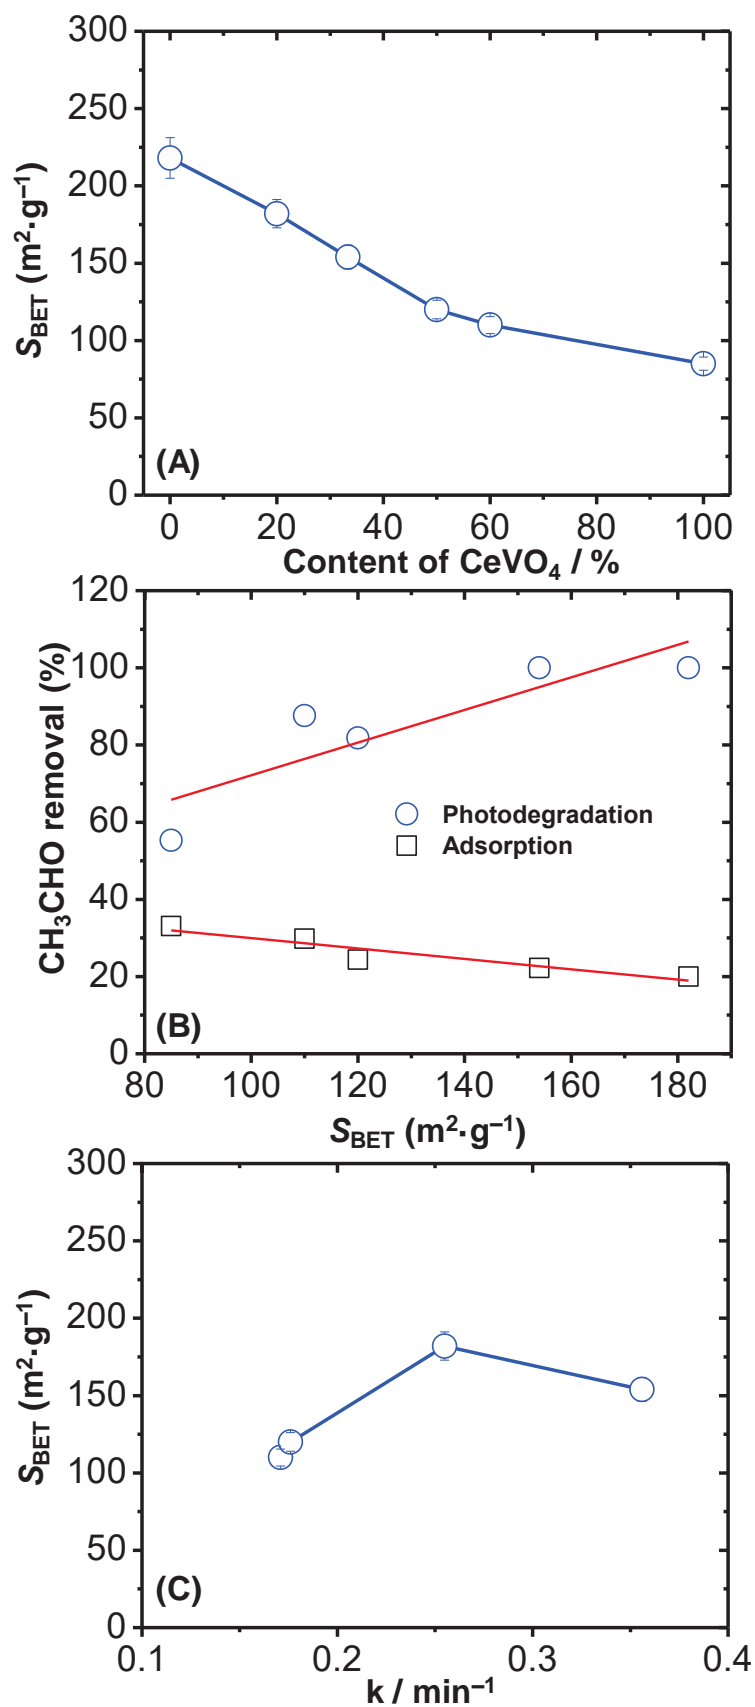 300
250
200
150
100
50
0
S_BET (m²·g⁻¹)
(A)
0 20 40 60 80 100
Content of CeVO₄ / %
120
100
80
60
40
20
0
CH₃CHO removal (%)
Photodegradation
Adsorption
(B)
80 100 120 140 160 180
S_BET (m²·g⁻¹)
300
250
200
150
100
50
0
S_BET (m²·g⁻¹)
(C)
0.1 0.2 0.3 0.4
k / min⁻¹